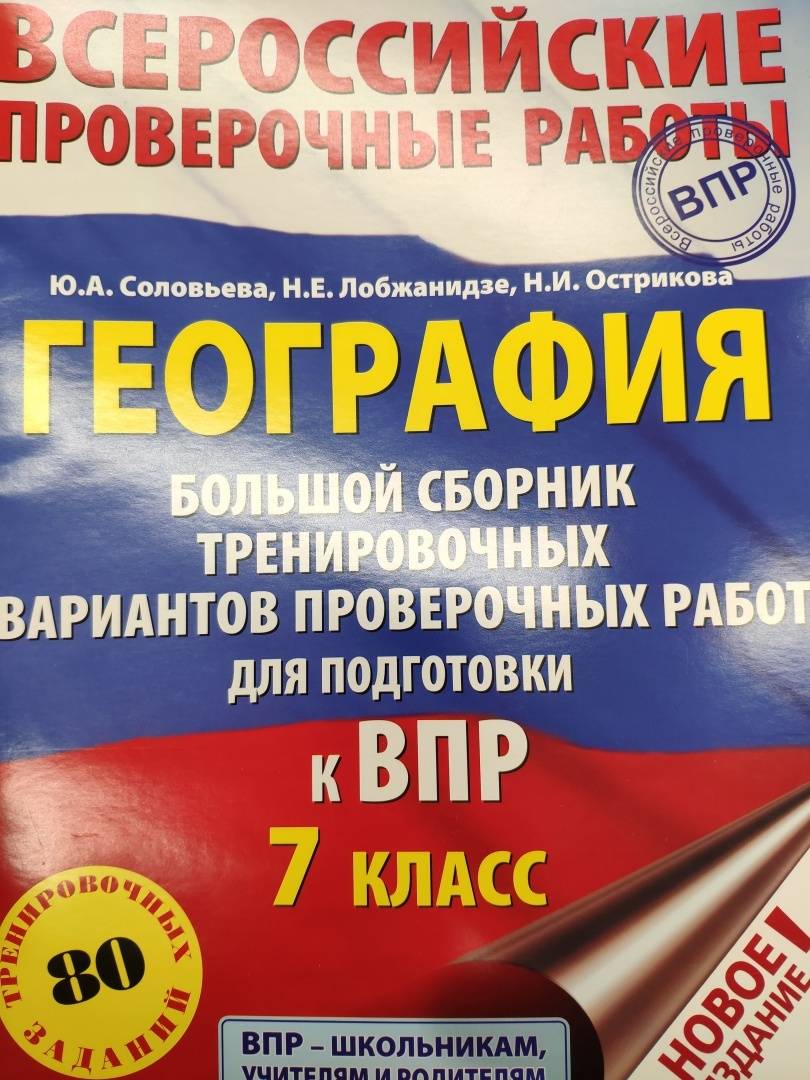 ВСЕРОССИЙСКИЕ
ПРОВЕРОЧНЫЕ РАБОТЫ
Всероссийские проверочные работы
ВПР
Ю.А. Соловьева, Н.Е. Лобжанидзе, Н.И. Острикова
ГЕОГРАФИЯ
БОЛЬШОЙ СБОРНИК
ТРЕНИРОВОЧНЫХ
ВАРИАНТОВ ПРОВЕРОЧНЫХ РАБОТ
ДЛЯ ПОДГОТОВКИ
К ВПР
7 КЛАСС
80
ТРЕНИРОВОЧНЫХ
ЗАДАНИЙ
НОВОЕ
ИЗДАНИЕ!
ВПР – ШКОЛЬНИКАМ,
УЧИТЕЛЯМ И РОДИТЕЛЯМ